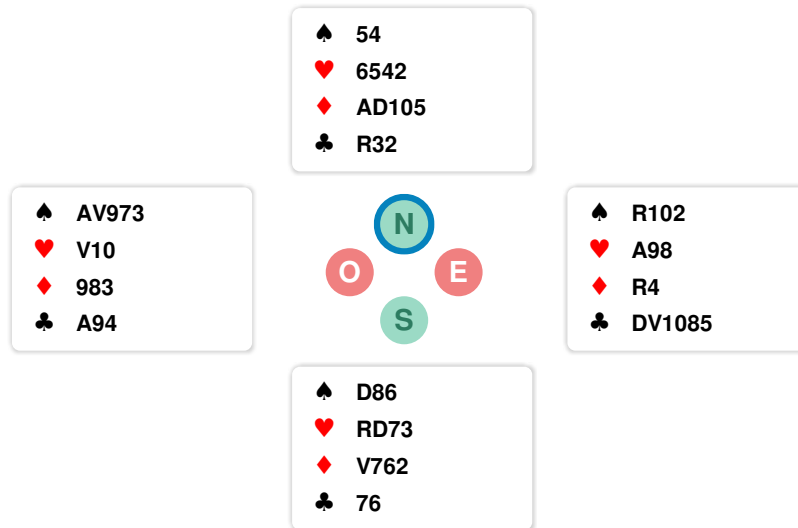 ♠ 54
♥ 6542
♦ AD105
♣ R32
♠ AV973
♥ V10
♦ 983
♣ A94
N
O
E
S
♠ R102
♥ A98
♦ R4
♣ DV1085
♠ D86
♥ RD73
♦ V762
♣ 76